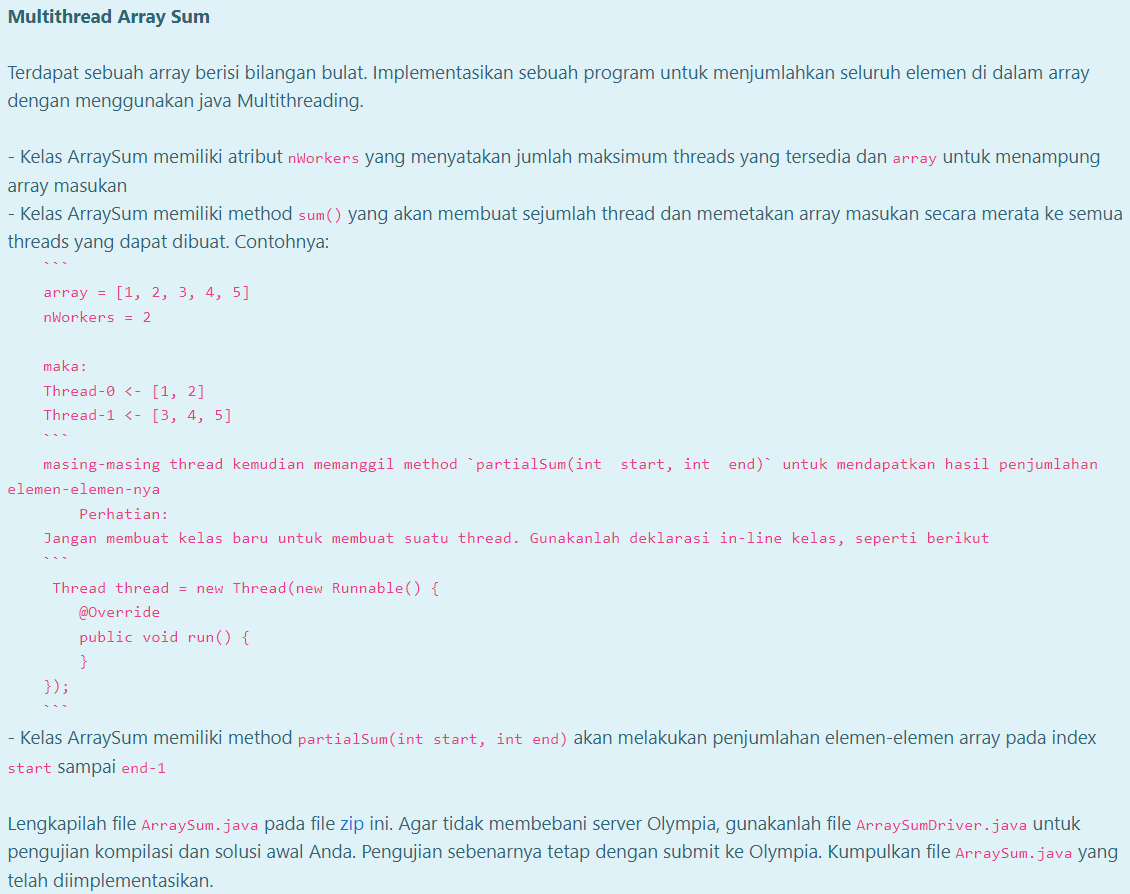 Multithread Array Sum
Terdapat sebuah array berisi bilangan bulat. Implementasikan sebuah program untuk menjumlahkan seluruh elemen di dalam array
dengan menggunakan java Multithreading.
- Kelas ArraySum memiliki atribut nWorkers yang menyatakan jumlah maksimum threads yang tersedia dan array untuk menampung
array masukan
- Kelas ArraySum memiliki method sum() yang akan membuat sejumlah thread dan memetakan array masukan secara merata ke semua
threads yang dapat dibuat. Contohnya:
```
array = [1, 2, 3, 4, 5]
nWorkers = 2
maka:
Thread-0 <- [1, 2]
Thread-1 <- [3, 4, 5]
```
masing-masing thread kemudian memanggil method `partialSum(int  start, int  end)` untuk mendapatkan hasil penjumlahan
elemen-elemen-nya
Perhatian:
Jangan membuat kelas baru untuk membuat suatu thread. Gunakanlah deklarasi in-line kelas, seperti berikut
```
Thread thread = new Thread(new Runnable() {
@Override
public void run() {
}
});
```
- Kelas ArraySum memiliki method partialSum(int start, int end) akan melakukan penjumlahan elemen-elemen array pada index
start sampai end-1
Lengkapilah file ArraySum.java pada file zip ini. Agar tidak membebani server Olympia, gunakanlah file ArraySumDriver.java untuk
pengujian kompilasi dan solusi awal Anda. Pengujian sebenarnya tetap dengan submit ke Olympia. Kumpulkan file ArraySum.java yang
telah diimplementasikan.